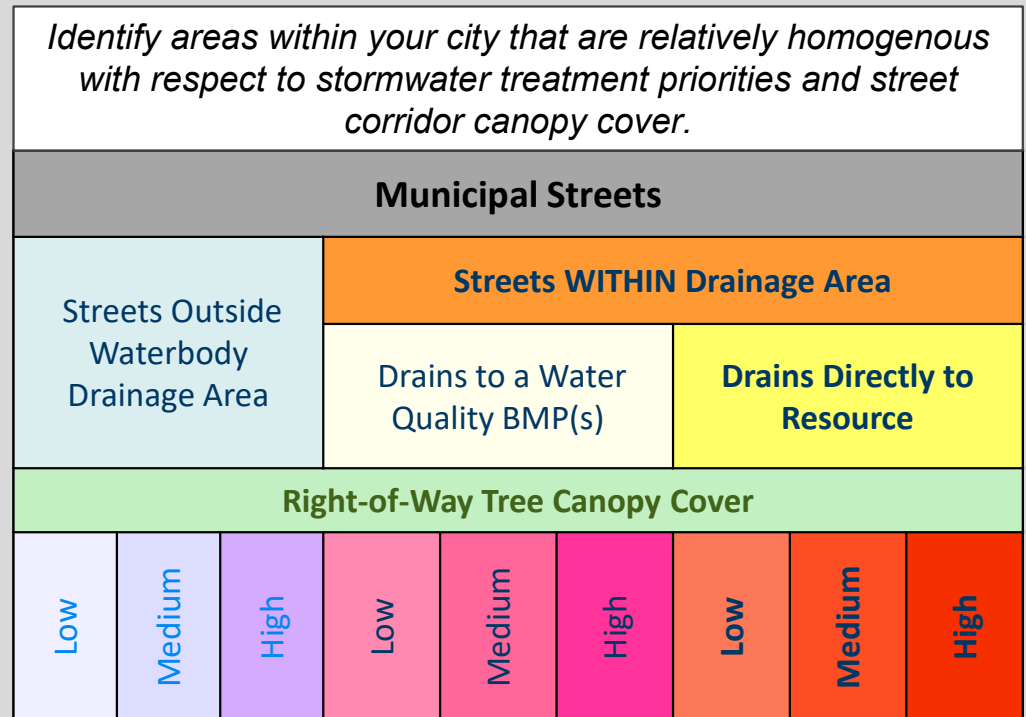 Identify areas within your city that are relatively homogenous
with respect to stormwater treatment priorities and street
corridor canopy cover.
Municipal Streets
Streets Outside
Waterbody
Drainage Area
Streets WITHIN Drainage Area
Drains to a Water
Quality BMP(s)
Drains Directly to
Resource
Right-of-Way Tree Canopy Cover
Low
Medium
High
Low
Medium
High
Low
Medium
High